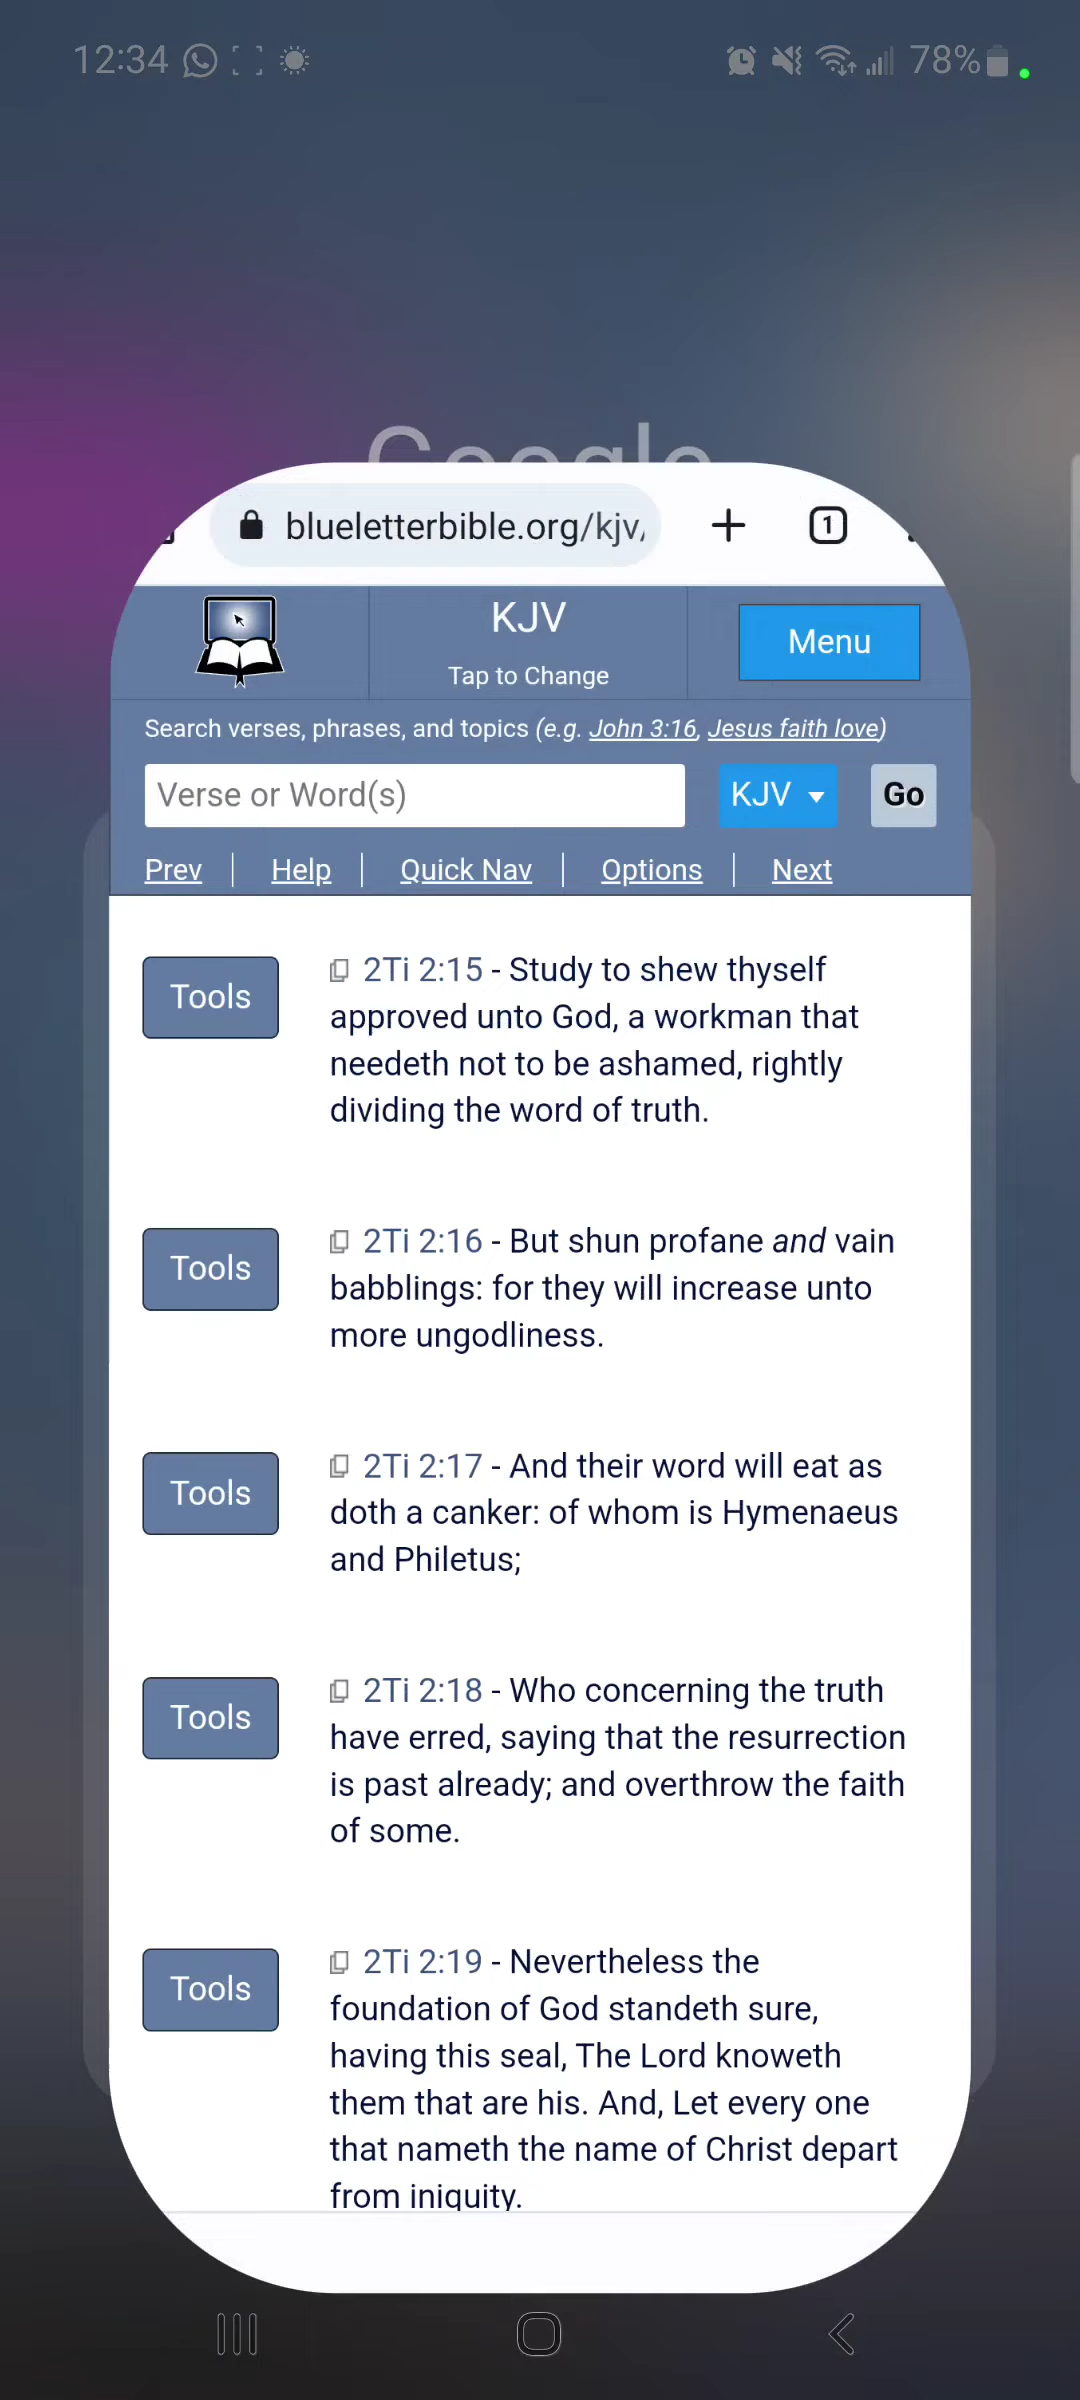 12:34
78%
Google
blueletterbible.org/kjv/
1
KJV
Tap to Change
Menu
Search verses, phrases, and topics (e.g. John 3:16, Jesus faith love)
Verse or Word(s)
KJV
Go
Prev | Help | Quick Nav | Options | Next
Tools
2Ti 2:15 - Study to shew thyself
approved unto God, a workman that
needeth not to be ashamed, rightly
dividing the word of truth.
Tools
2Ti 2:16 - But shun profane and vain
babblings: for they will increase unto
more ungodliness.
Tools
2Ti 2:17 - And their word will eat as
doth a canker: of whom is Hymenaeus
and Philetus;
Tools
2Ti 2:18 - Who concerning the truth
have erred, saying that the resurrection
is past already; and overthrow the faith
of some.
Tools
2Ti 2:19 - Nevertheless the
foundation of God standeth sure,
having this seal, The Lord knoweth
them that are his. And, Let every one
that nameth the name of Christ depart
from iniquity.